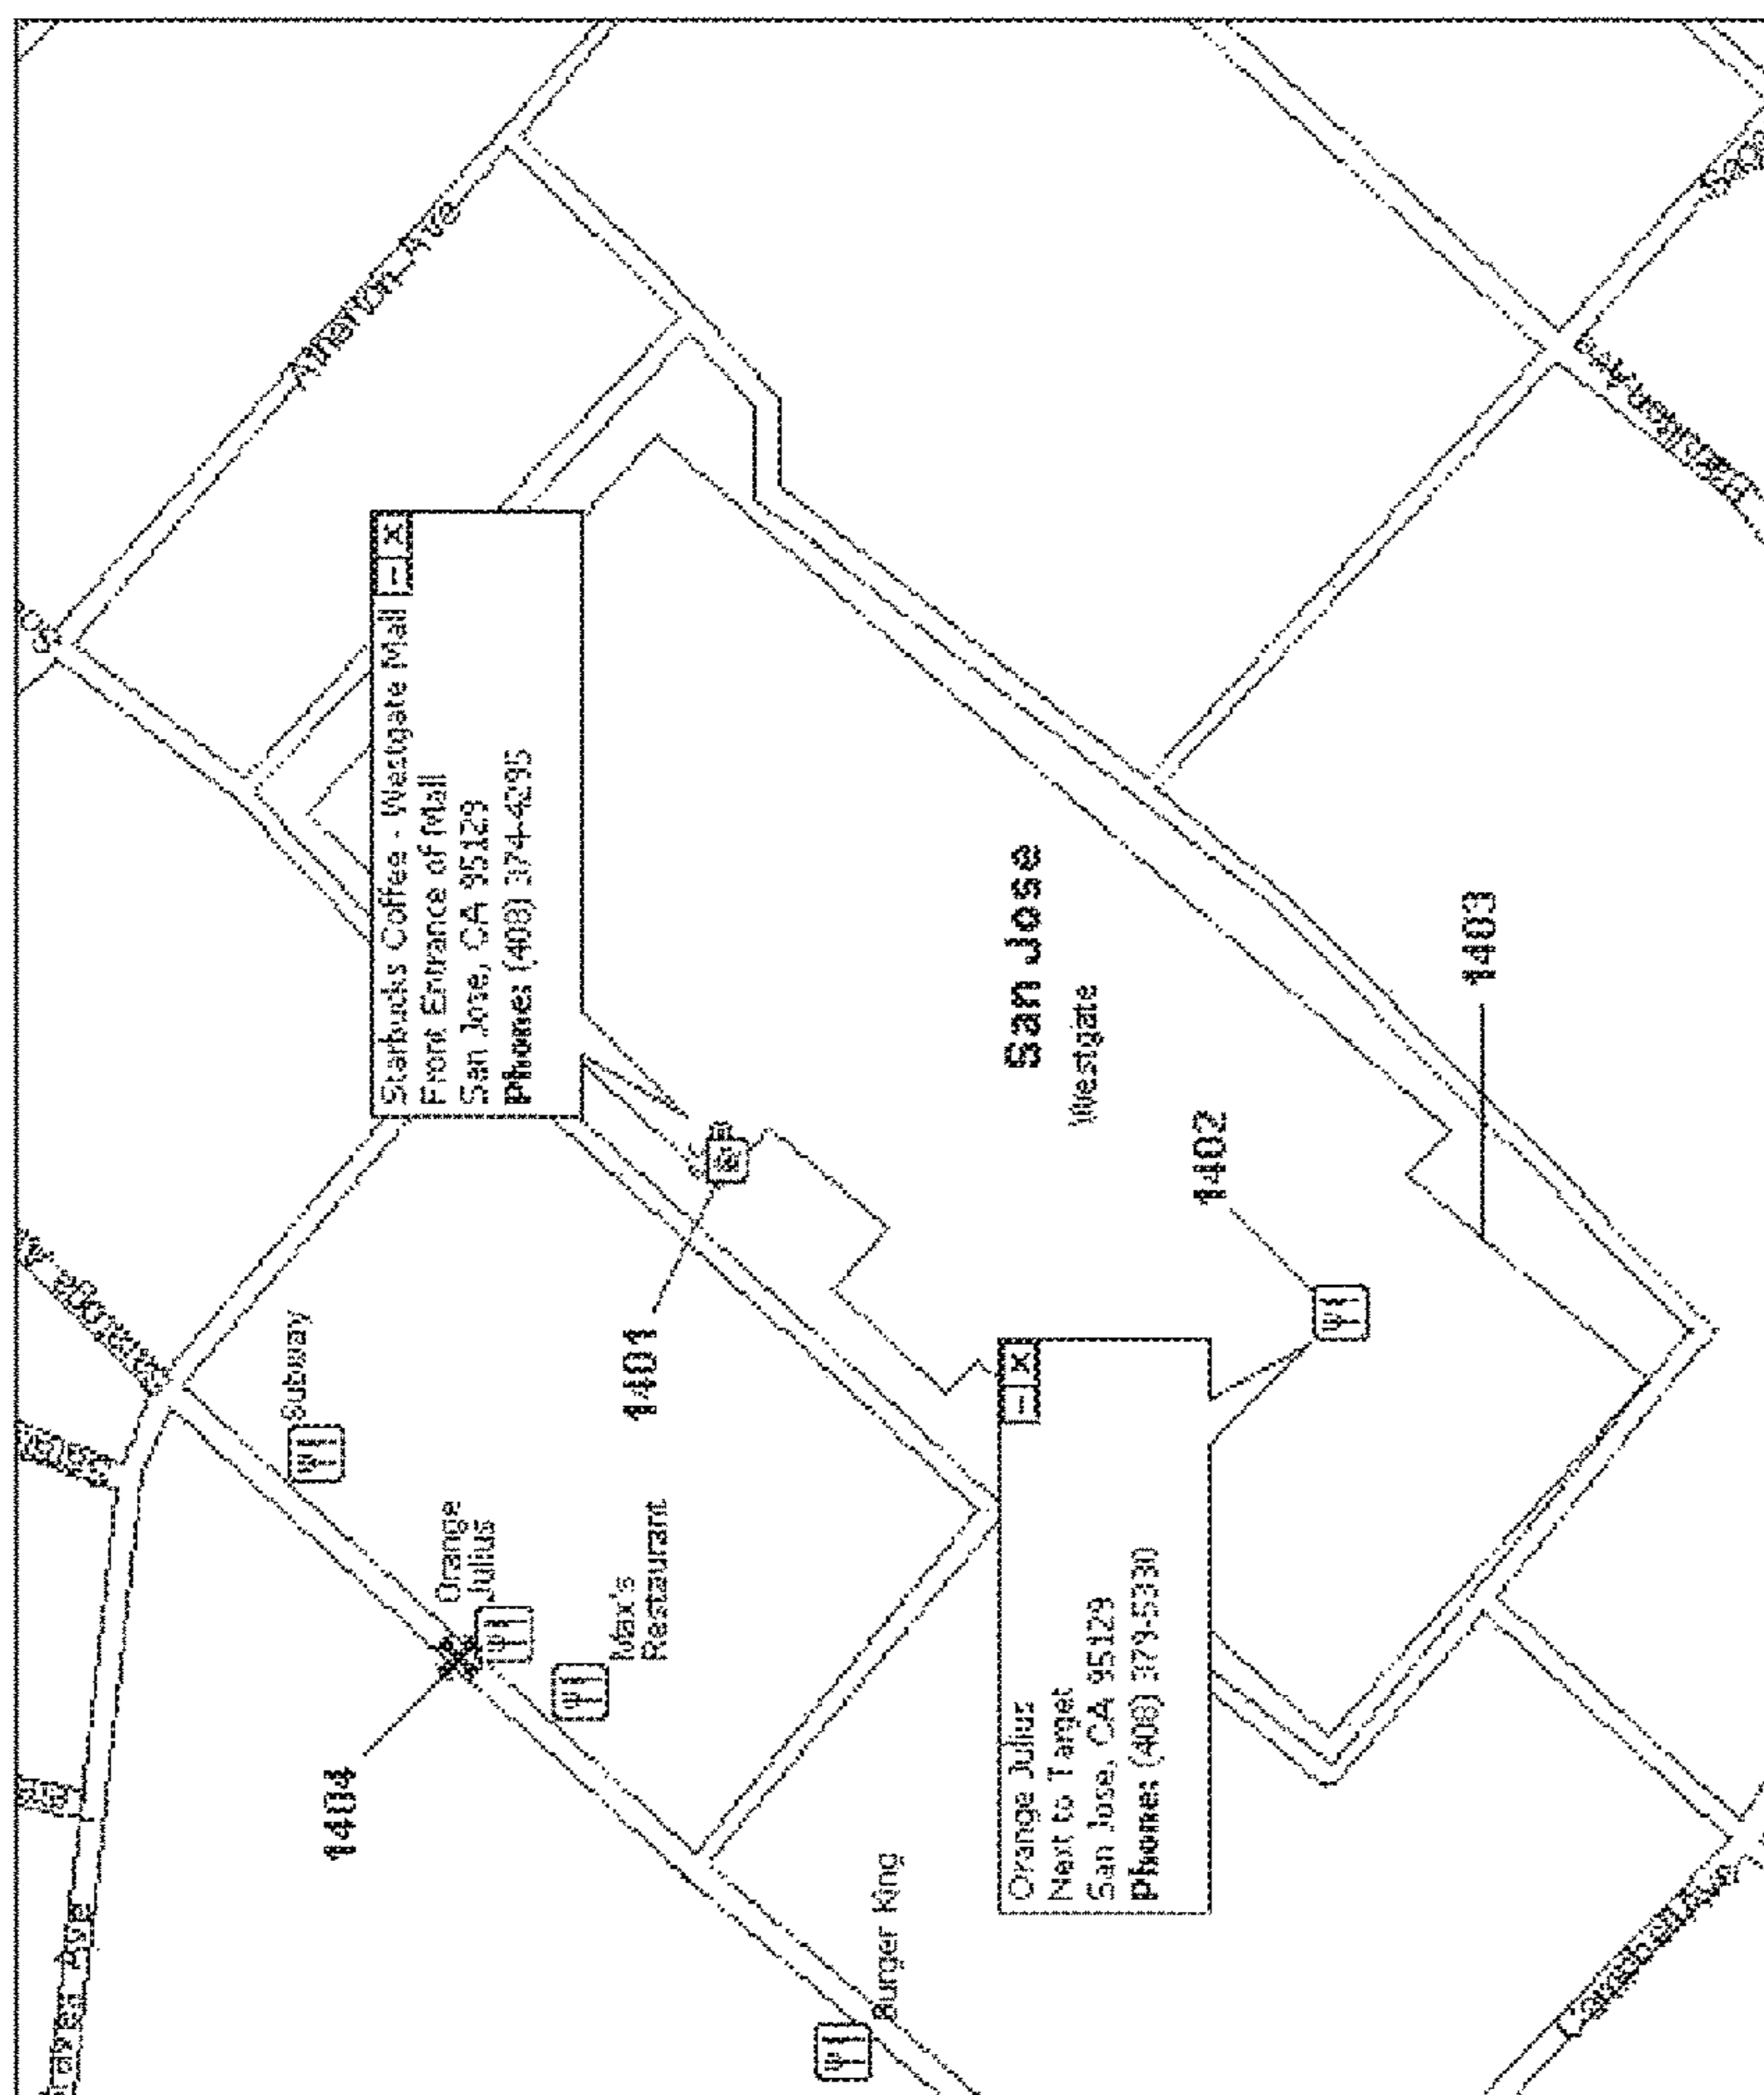 Atherton Ave
Starbucks Coffee - Westgate Mall
Front Entrance of Mall
San Jose, CA 95129
Phone: (408) 374-4295
Subway
1401
Orange
Julius
Max's
Restaurant
1404
San Jose
Westgate
1402
1403
Orange Julius
Next to Target
San Jose, CA 95129
Phone: (408) 379-5330
Burger King
Ave